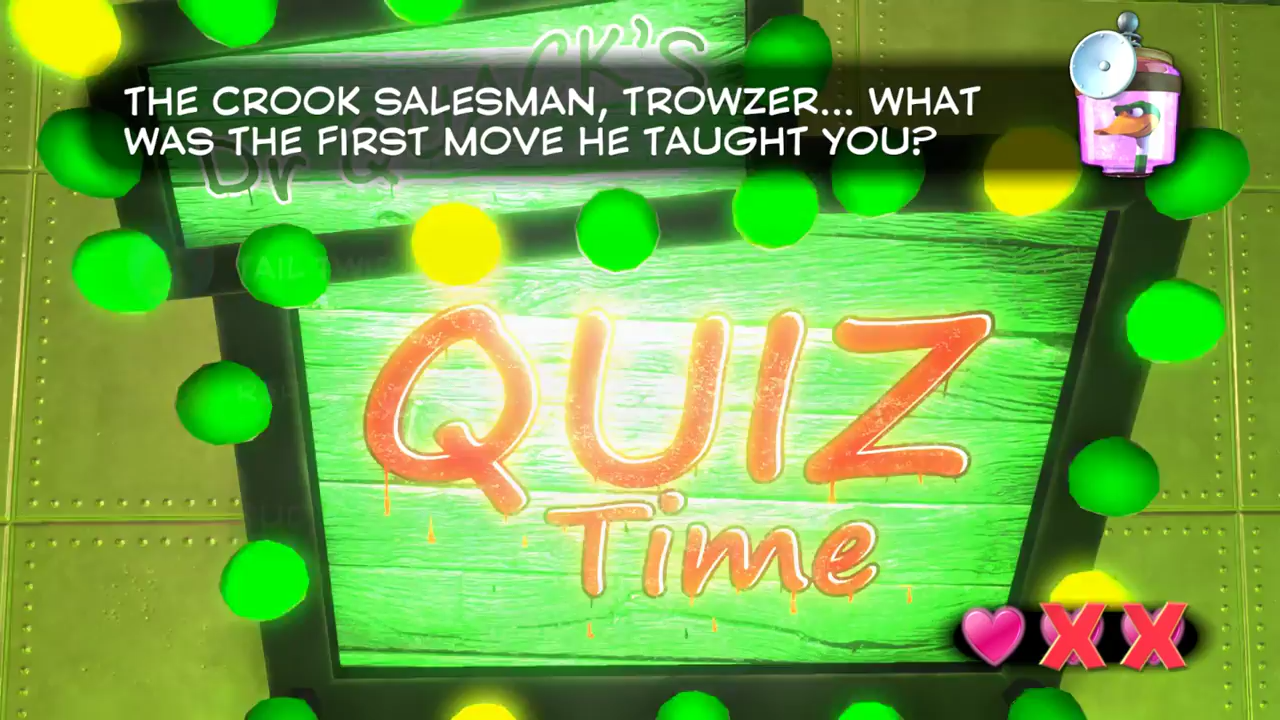 THE CROOK SALESMAN, TROWZER... WHAT
WAS THE FIRST MOVE HE TAUGHT YOU?
QUIZ
Time